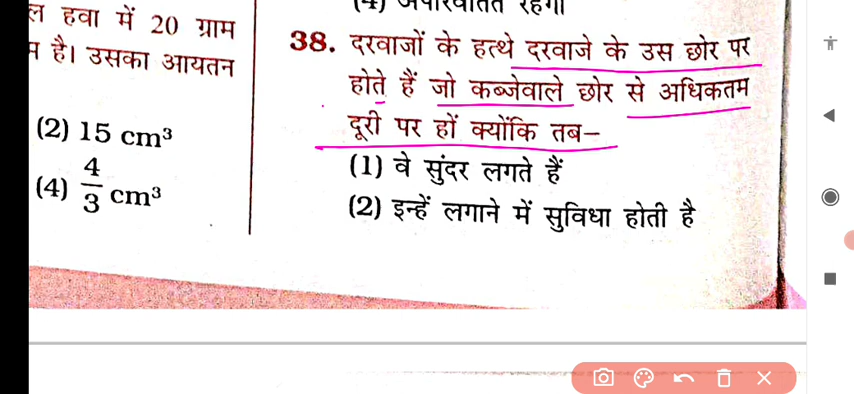 हवा में 20 ग्राम
है। उसका आयतन
(2) 15 cm³
(4) 4/3 cm³
38. दरवाजों के हत्थे दरवाजे के उस छोर पर
होते हैं जो कब्जेवाले छोर से अधिकतम
दूरी पर हों क्योंकि तब–
(1) वे सुंदर लगते हैं
(2) इन्हें लगाने में सुविधा होती है